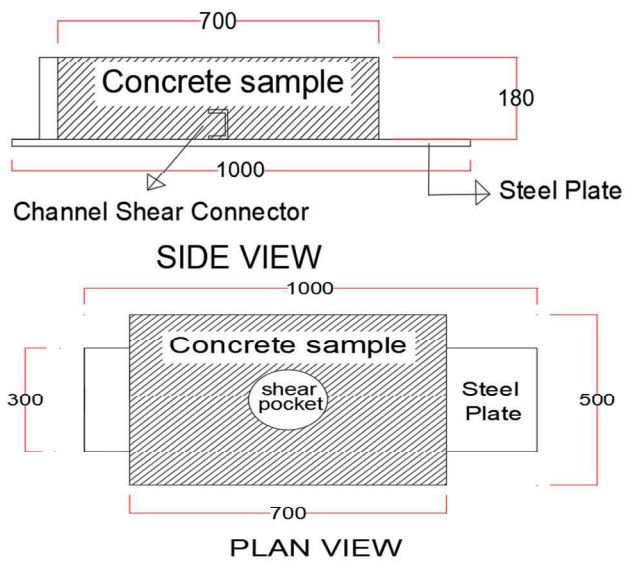 700
Concrete sample
180
1000
Steel Plate
Channel Shear Connector
SIDE VIEW
1000
Concrete sample
300
shear
pocket
Steel
Plate
500
700
PLAN VIEW